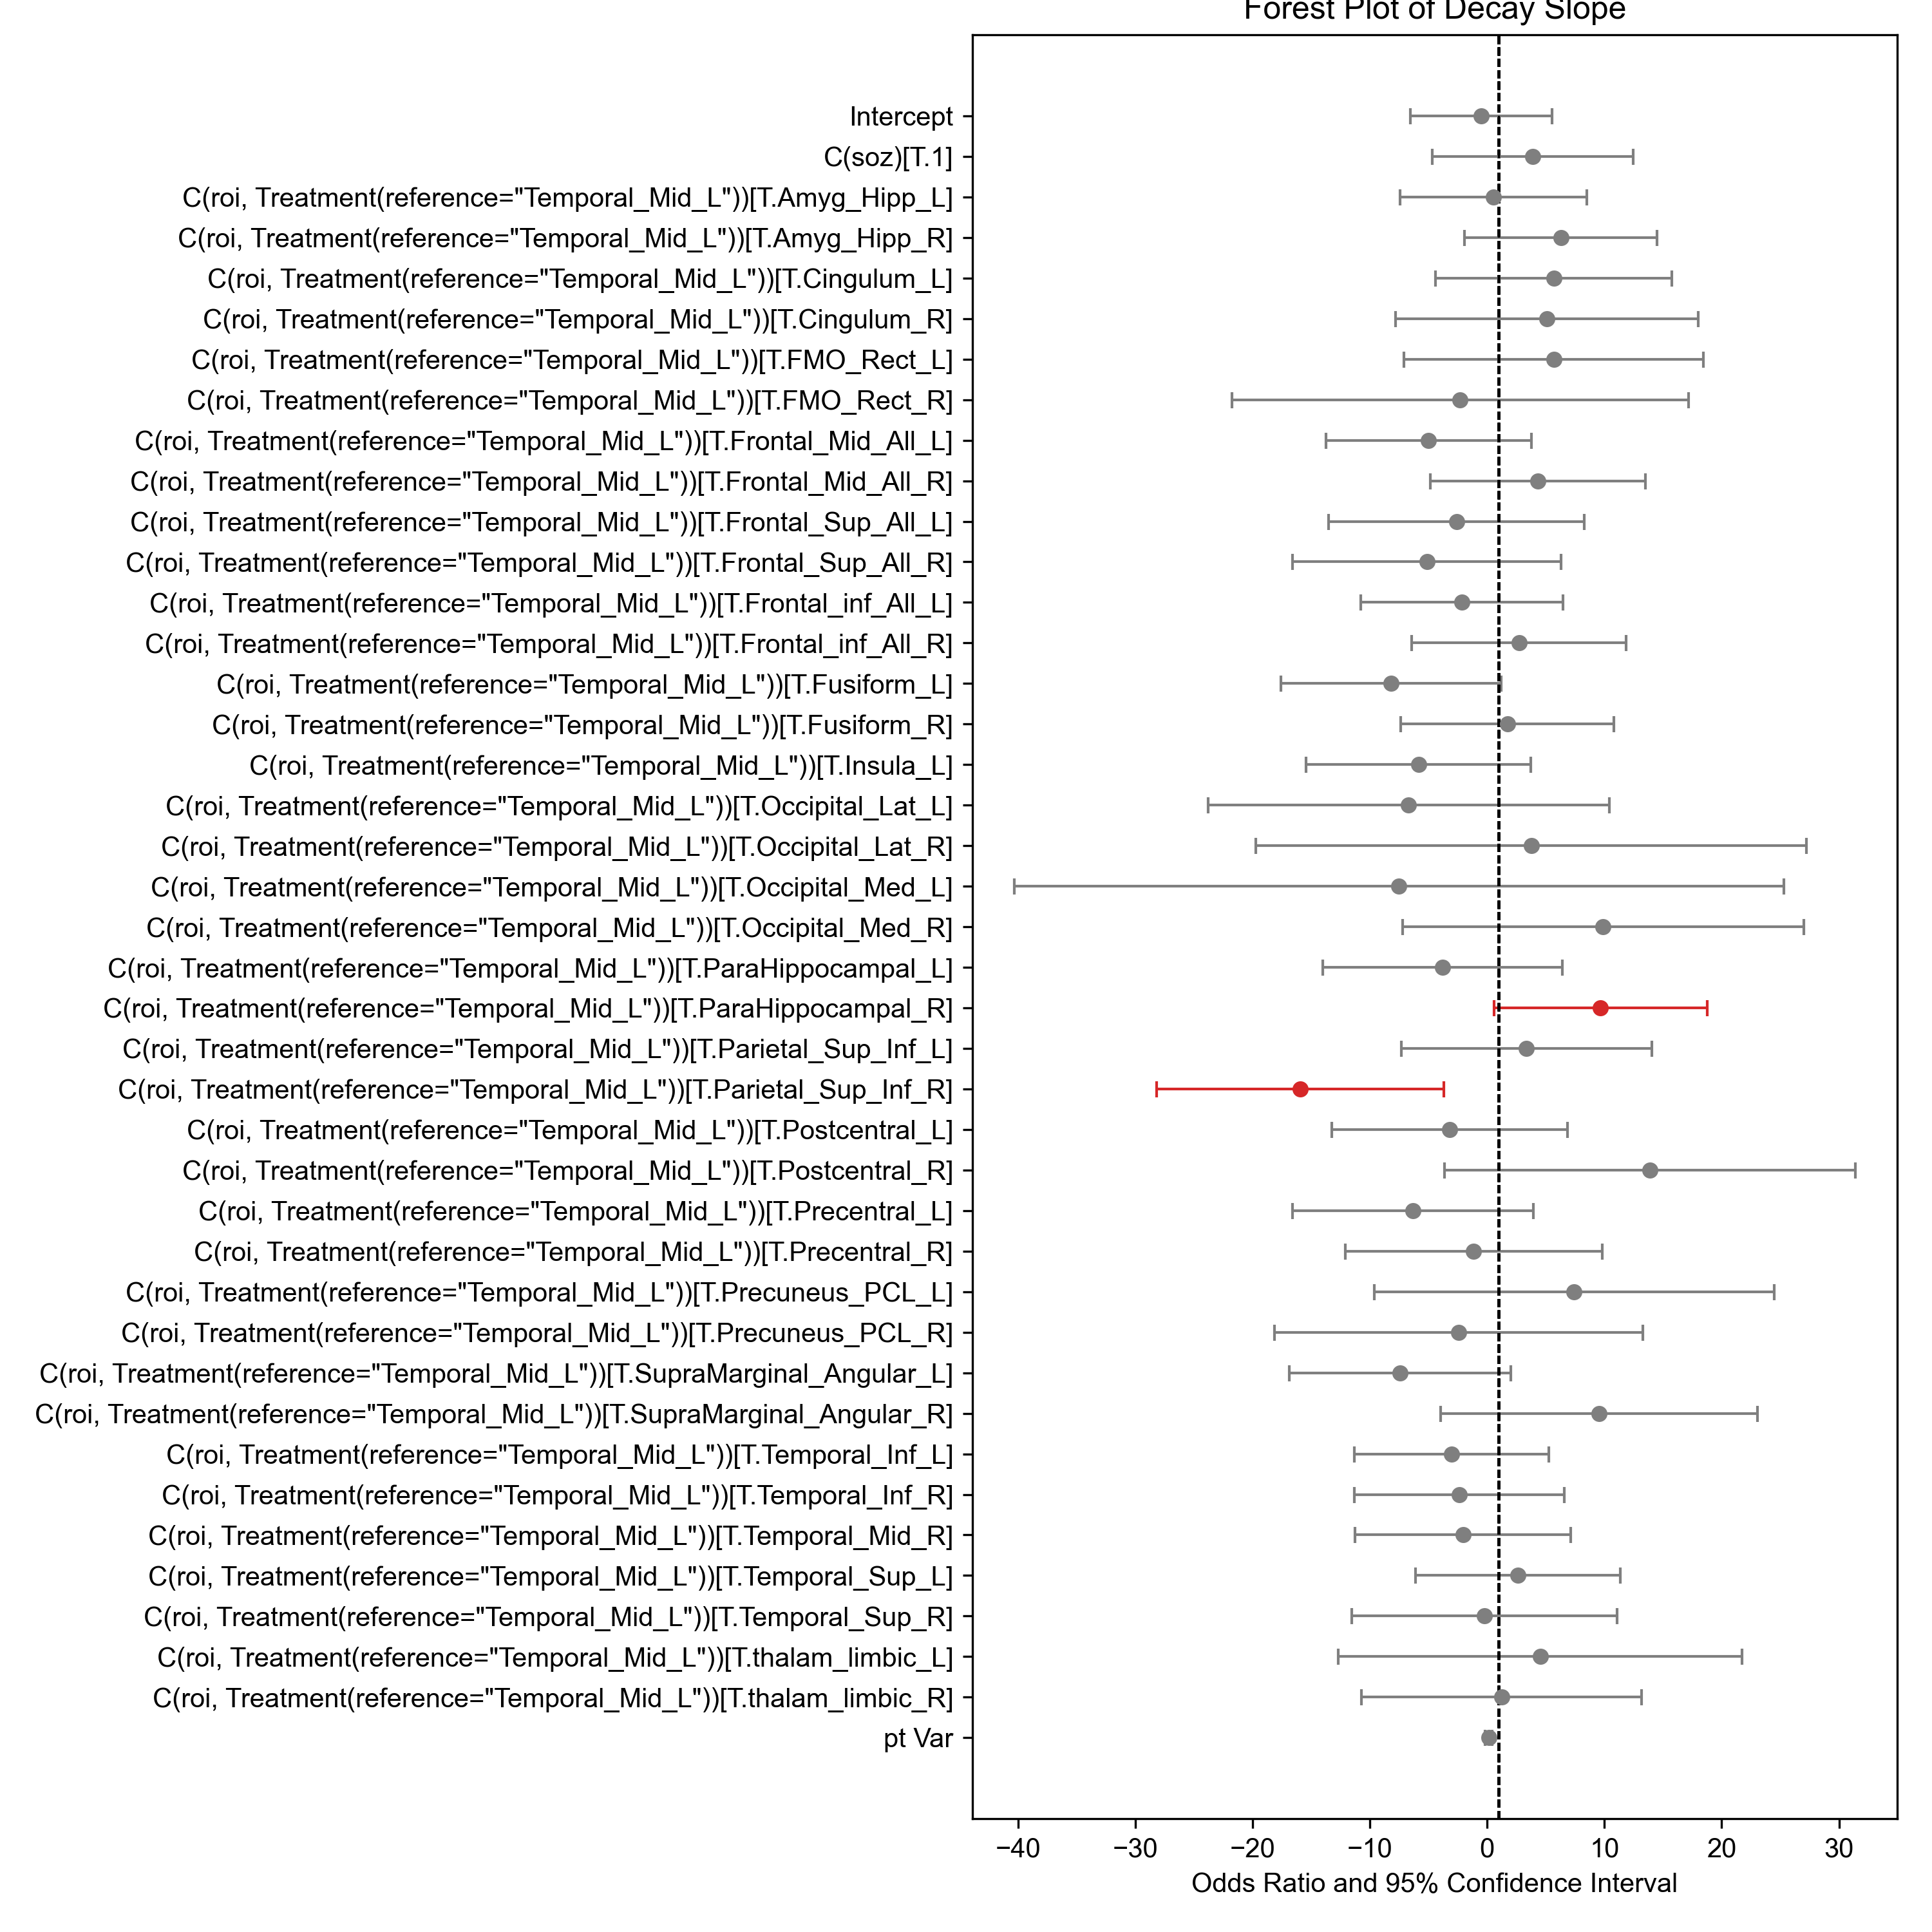 Forest Plot of Decay Slope
Intercept
C(soz)[T.1]
C(roi, Treatment(reference="Temporal_Mid_L"))[T.Amyg_Hipp_L]
C(roi, Treatment(reference="Temporal_Mid_L"))[T.Amyg_Hipp_R]
C(roi, Treatment(reference="Temporal_Mid_L"))[T.Cingulum_L]
C(roi, Treatment(reference="Temporal_Mid_L"))[T.Cingulum_R]
C(roi, Treatment(reference="Temporal_Mid_L"))[T.FMO_Rect_L]
C(roi, Treatment(reference="Temporal_Mid_L"))[T.FMO_Rect_R]
C(roi, Treatment(reference="Temporal_Mid_L"))[T.Frontal_Mid_All_L]
C(roi, Treatment(reference="Temporal_Mid_L"))[T.Frontal_Mid_All_R]
C(roi, Treatment(reference="Temporal_Mid_L"))[T.Frontal_Sup_All_L]
C(roi, Treatment(reference="Temporal_Mid_L"))[T.Frontal_Sup_All_R]
C(roi, Treatment(reference="Temporal_Mid_L"))[T.Frontal_inf_All_L]
C(roi, Treatment(reference="Temporal_Mid_L"))[T.Frontal_inf_All_R]
C(roi, Treatment(reference="Temporal_Mid_L"))[T.Fusiform_L]
C(roi, Treatment(reference="Temporal_Mid_L"))[T.Fusiform_R]
C(roi, Treatment(reference="Temporal_Mid_L"))[T.Insula_L]
C(roi, Treatment(reference="Temporal_Mid_L"))[T.Occipital_Lat_L]
C(roi, Treatment(reference="Temporal_Mid_L"))[T.Occipital_Lat_R]
C(roi, Treatment(reference="Temporal_Mid_L"))[T.Occipital_Med_L]
C(roi, Treatment(reference="Temporal_Mid_L"))[T.Occipital_Med_R]
C(roi, Treatment(reference="Temporal_Mid_L"))[T.ParaHippocampal_L]
C(roi, Treatment(reference="Temporal_Mid_L"))[T.ParaHippocampal_R]
C(roi, Treatment(reference="Temporal_Mid_L"))[T.Parietal_Sup_Inf_L]
C(roi, Treatment(reference="Temporal_Mid_L"))[T.Parietal_Sup_Inf_R]
C(roi, Treatment(reference="Temporal_Mid_L"))[T.Postcentral_L]
C(roi, Treatment(reference="Temporal_Mid_L"))[T.Postcentral_R]
C(roi, Treatment(reference="Temporal_Mid_L"))[T.Precentral_L]
C(roi, Treatment(reference="Temporal_Mid_L"))[T.Precentral_R]
C(roi, Treatment(reference="Temporal_Mid_L"))[T.Precuneus_PCL_L]
C(roi, Treatment(reference="Temporal_Mid_L"))[T.Precuneus_PCL_R]
C(roi, Treatment(reference="Temporal_Mid_L"))[T.SupraMarginal_Angular_L]
C(roi, Treatment(reference="Temporal_Mid_L"))[T.SupraMarginal_Angular_R]
C(roi, Treatment(reference="Temporal_Mid_L"))[T.Temporal_Inf_L]
C(roi, Treatment(reference="Temporal_Mid_L"))[T.Temporal_Inf_R]
C(roi, Treatment(reference="Temporal_Mid_L"))[T.Temporal_Mid_R]
C(roi, Treatment(reference="Temporal_Mid_L"))[T.Temporal_Sup_L]
C(roi, Treatment(reference="Temporal_Mid_L"))[T.Temporal_Sup_R]
C(roi, Treatment(reference="Temporal_Mid_L"))[T.thalam_limbic_L]
C(roi, Treatment(reference="Temporal_Mid_L"))[T.thalam_limbic_R]
pt Var
−40 −30 −20 −10 0 10 20 30
Odds Ratio and 95% Confidence Interval